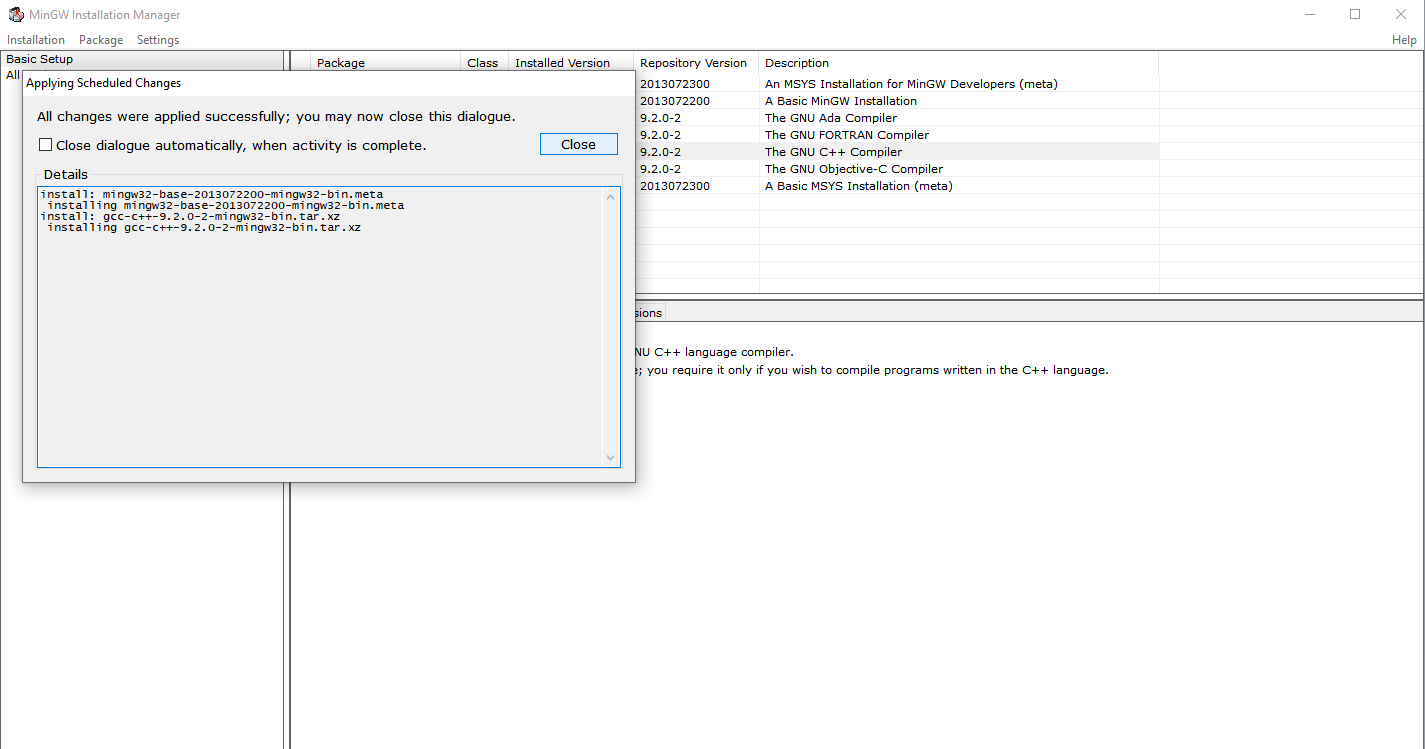 MinGW Installation Manager
Installation Package Settings Help
Basic Setup
All
Package Class Installed Version Repository Version Description
2013072300 An MSYS Installation for MinGW Developers (meta)
2013072200 A Basic MinGW Installation
9.2.0-2 The GNU Ada Compiler
9.2.0-2 The GNU FORTRAN Compiler
9.2.0-2 The GNU C++ Compiler
9.2.0-2 The GNU Objective-C Compiler
2013072300 A Basic MSYS Installation (meta)
Applying Scheduled Changes
All changes were applied successfully; you may now close this dialogue.
Close dialogue automatically, when activity is complete.
Close
Details
install: mingw32-base-2013072200-mingw32-bin.meta
installing mingw32-base-2013072200-mingw32-bin.meta
install: gcc-c++-9.2.0-2-mingw32-bin.tar.xz
installing gcc-c++-9.2.0-2-mingw32-bin.tar.xz
sions
NU C++ language compiler.
; you require it only if you wish to compile programs written in the C++ language.